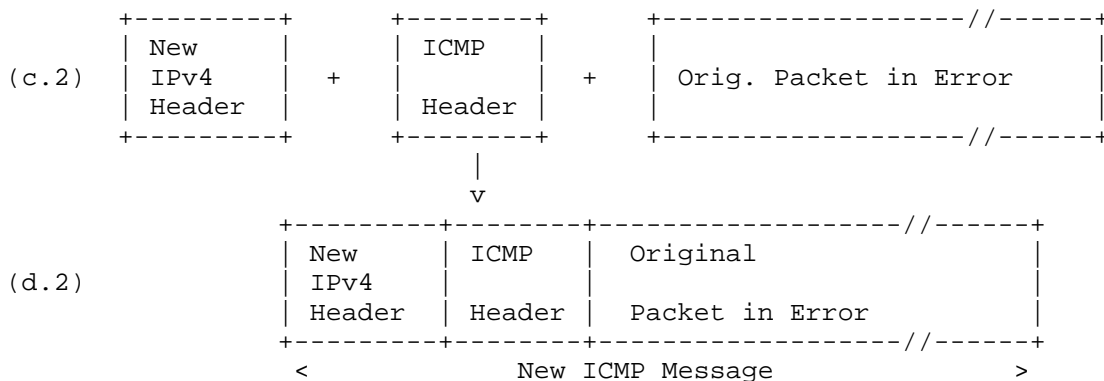 +---------+ +--------+ +-------------------//------+
| New | | ICMP | | |
(c.2) | IPv4 | + | | + | Orig. Packet in Error |
| Header | | Header | | |
+---------+ +--------+ +-------------------//------+
|
v
+---------+--------+-------------------//------+
| New | ICMP | Original |
(d.2) | IPv4 | | |
| Header | Header | Packet in Error |
+---------+--------+-------------------//------+
< New ICMP Message >